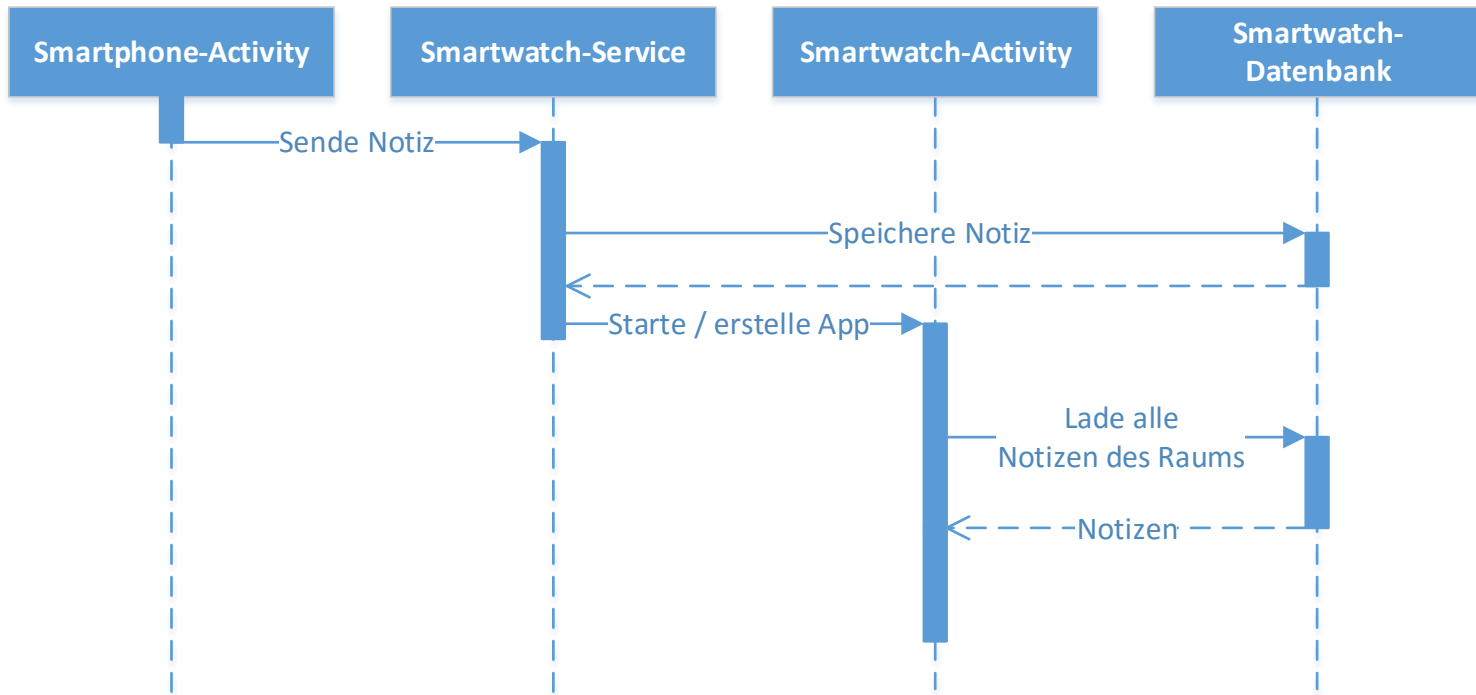 Smartphone-Activity
Smartwatch-Service
Smartwatch-Activity
Smartwatch-
Datenbank
Sende Notiz
Speichere Notiz
Starte / erstelle App
Lade alle
Notizen des Raums
Notizen